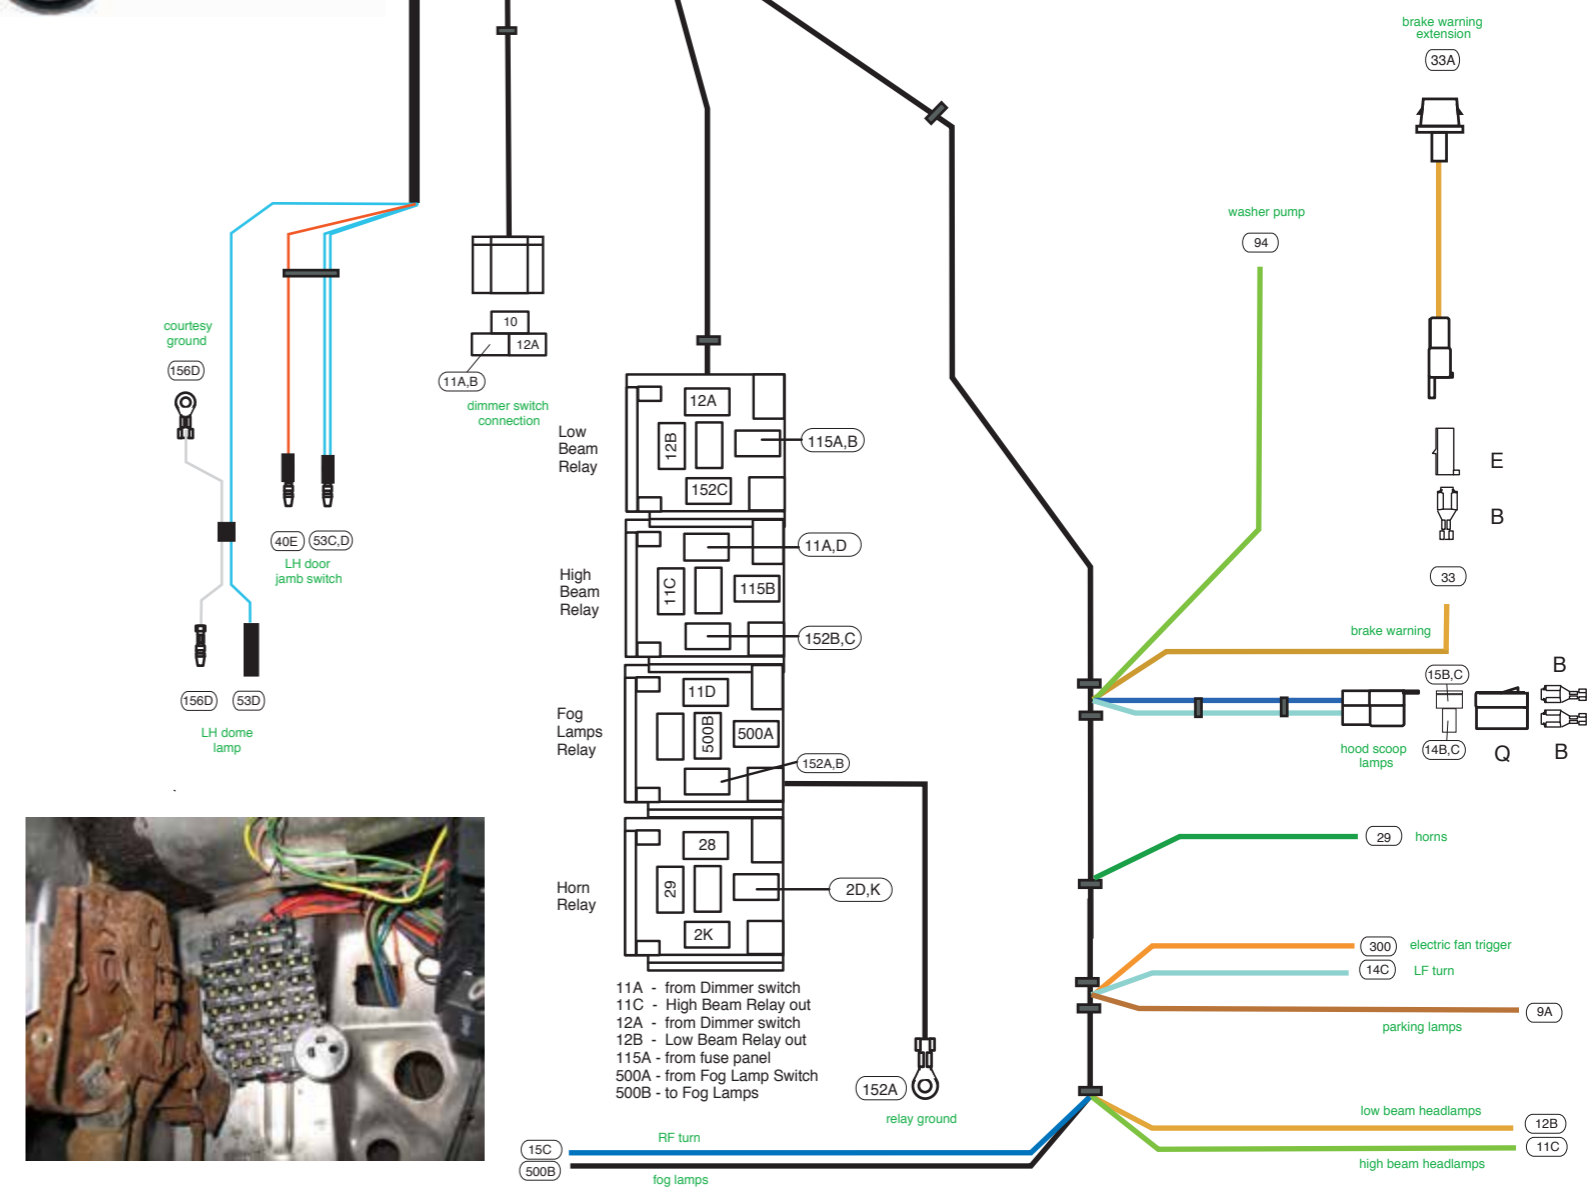 brake warning
extension
33A
washer pump
94
courtesy
ground
156D
10
12A
11A,B
dimmer switch
connection
Low
Beam
Relay
12A
12B
115A,B
152C
E
B
40E
53C,D
LH door
jamb switch
High
Beam
Relay
11A,D
11C
115B
152B,C
33
brake warning
156D
53D
LH dome
lamp
Fog
Lamps
Relay
11D
500B
500A
152A,B
15B,C
14B,C
hood scoop
lamps
Q
B
B
Horn
Relay
28
29
2D,K
2K
29
horns
300
electric fan trigger
14C
LF turn
9A
parking lamps
11A - from Dimmer switch
11C - High Beam Relay out
12A - from Dimmer switch
12B - Low Beam Relay out
115A - from fuse panel
500A - from Fog Lamp Switch
500B - to Fog Lamps
152A
relay ground
low beam headlamps
12B
11C
high beam headlamps
RF turn
15C
500B
fog lamps